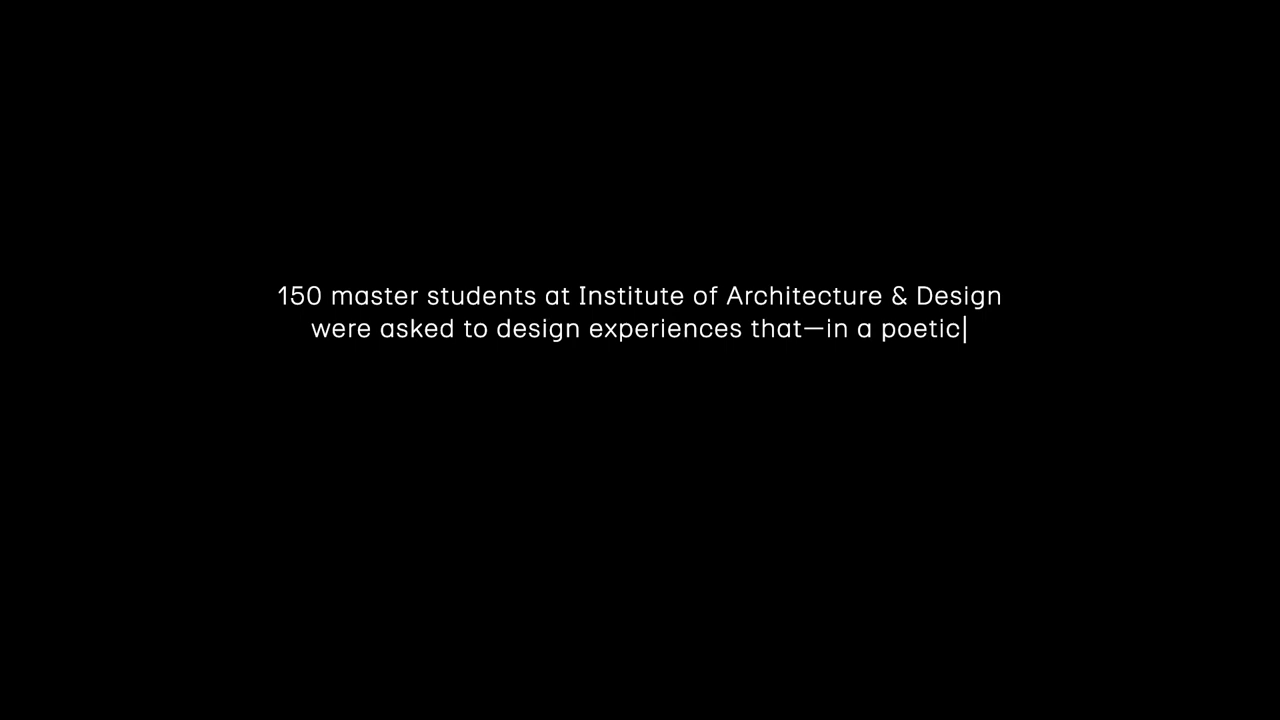 150 master students at Institute of Architecture & Design
were asked to design experiences that—in a poetic